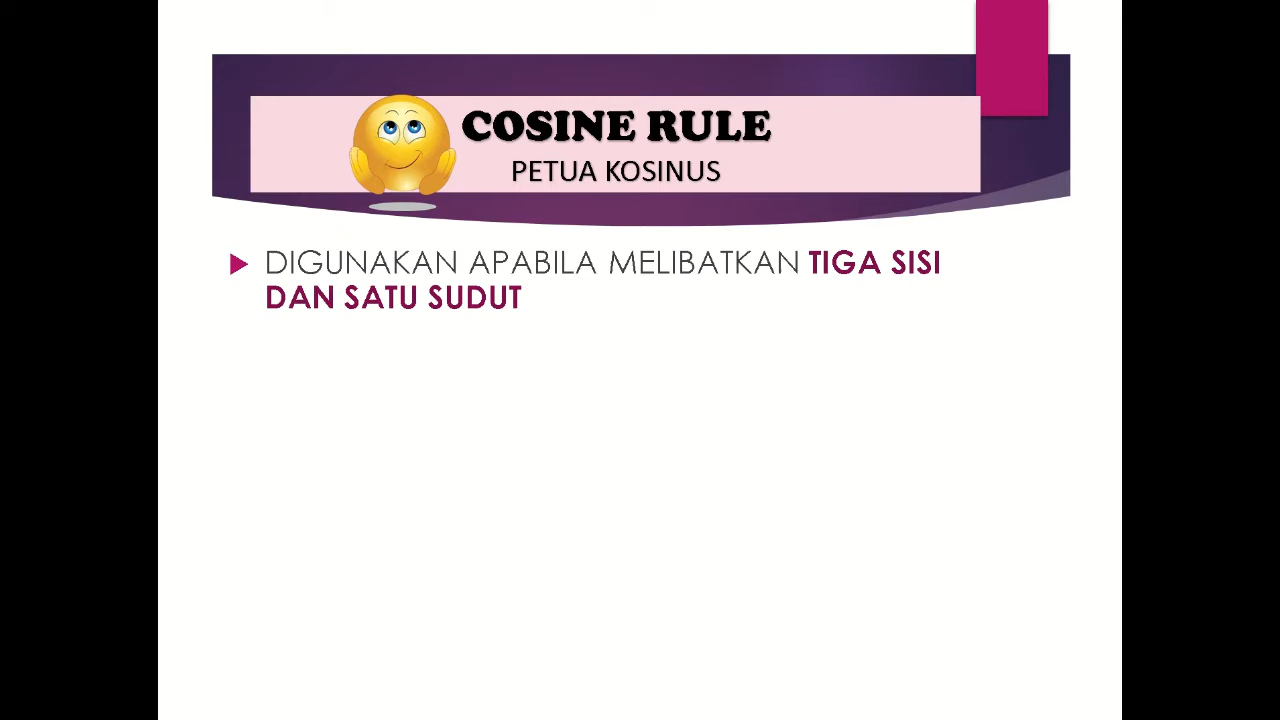 COSINE RULE
PETUA KOSINUS
DIGUNAKAN APABILA MELIBATKAN TIGA SISI
DAN SATU SUDUT